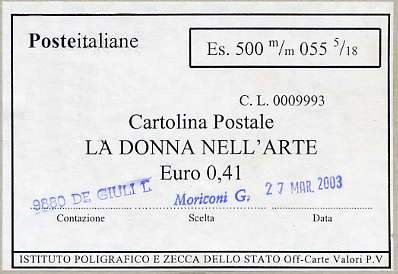 Posteitaliane
Es. 500 m/m 055 5/18
C. L. 0009993
Cartolina Postale
LA DONNA NELL'ARTE
Euro 0,41
9880 DE GIULI L. Moriconi G. 27 MAR. 2003
Contazione Scelta Data
ISTITUTO POLIGRAFICO E ZECCA DELLO STATO Off-Carte Valori P.V